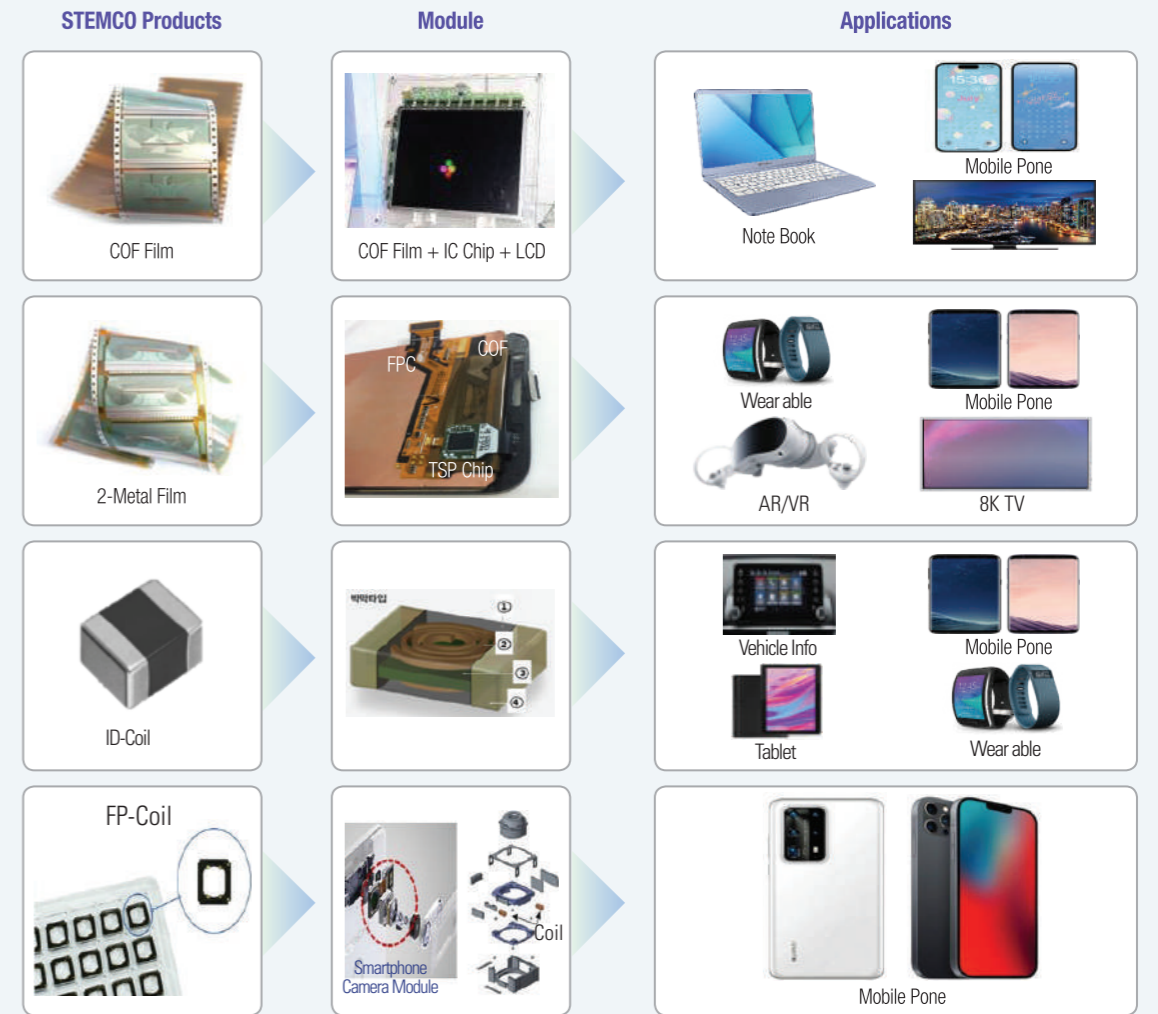 STEMCO Products
Module
Applications
COF Film
COF Film + IC Chip + LCD
Note Book
15:36
Mobile Pone
2-Metal Film
FPC
COF
TSP Chip
Wear able
Mobile Pone
AR/VR
8K TV
ID-Coil
박막타입
①
②
③
④
Vehicle Info
Mobile Pone
Tablet
Wear able
FP-Coil
Smartphone
Camera Module
Coil
Mobile Pone